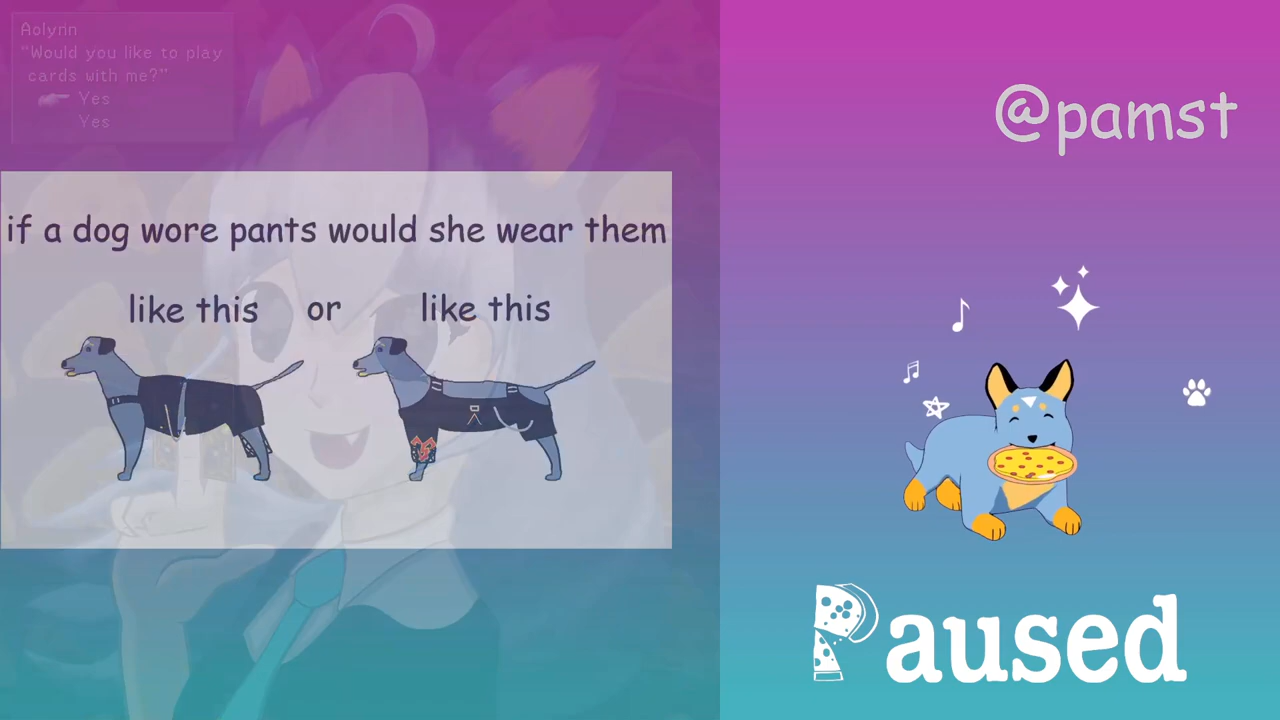 Aolyrin
"Would you like to play
cards with me?"
Yes
Yes
@pamst
if a dog wore pants would she wear them
like this or like this
Paused